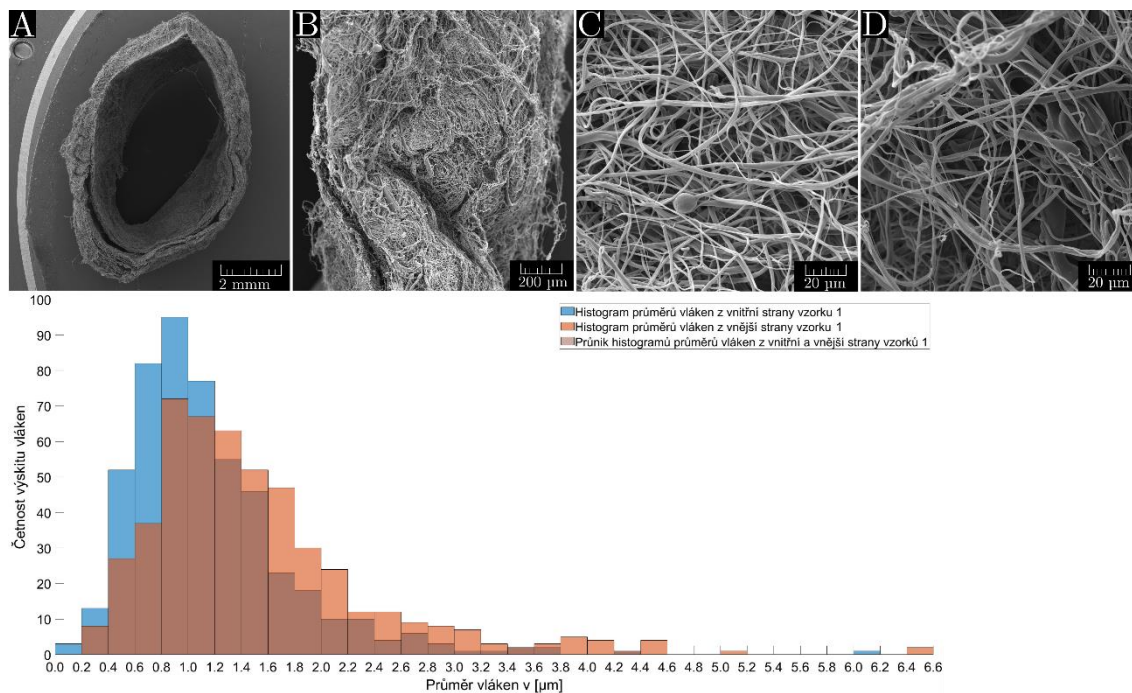 A
B
C
D
2 mmm
200 µm
20 µm
20 µm
Histogram průměrů vláken z vnitřní strany vzorku 1
Histogram průměrů vláken z vnější strany vzorku 1
Průnik histogramů průměrů vláken z vnitřní a vnější strany vzorků 1
100
90
80
70
60
50
40
30
20
10
0
Četnost výskitu vláken
0.0 0.2 0.4 0.6 0.8 1.0 1.2 1.4 1.6 1.8 2.0 2.2 2.4 2.6 2.8 3.0 3.2 3.4 3.6 3.8 4.0 4.2 4.4 4.6 4.8 5.0 5.2 5.4 5.6 5.8 6.0 6.2 6.4 6.6
Průměr vláken v [µm]